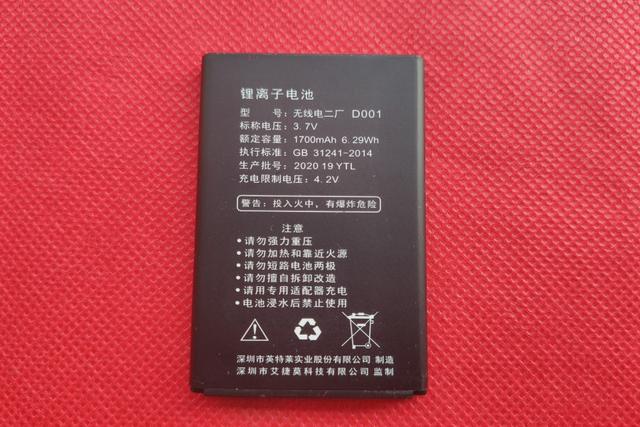 锂离子电池
型 号：无线电二厂 D001
标称电压：3.7V
额定容量：1700mAh 6.29Wh
执行标准：GB 31241-2014
生产批号：2020 19 YTL
充电限制电压：4.2V
警告：投入火中，有爆炸危险
注意
•请勿强力重压
•请勿加热和靠近火源
•请勿短路电池两极
•请勿擅自拆卸改造
•请用专用适配器充电
•电池浸水后禁止使用
深圳市英特莱实业股份有限公司 制造
深圳市艾捷莫科技有限公司 监制